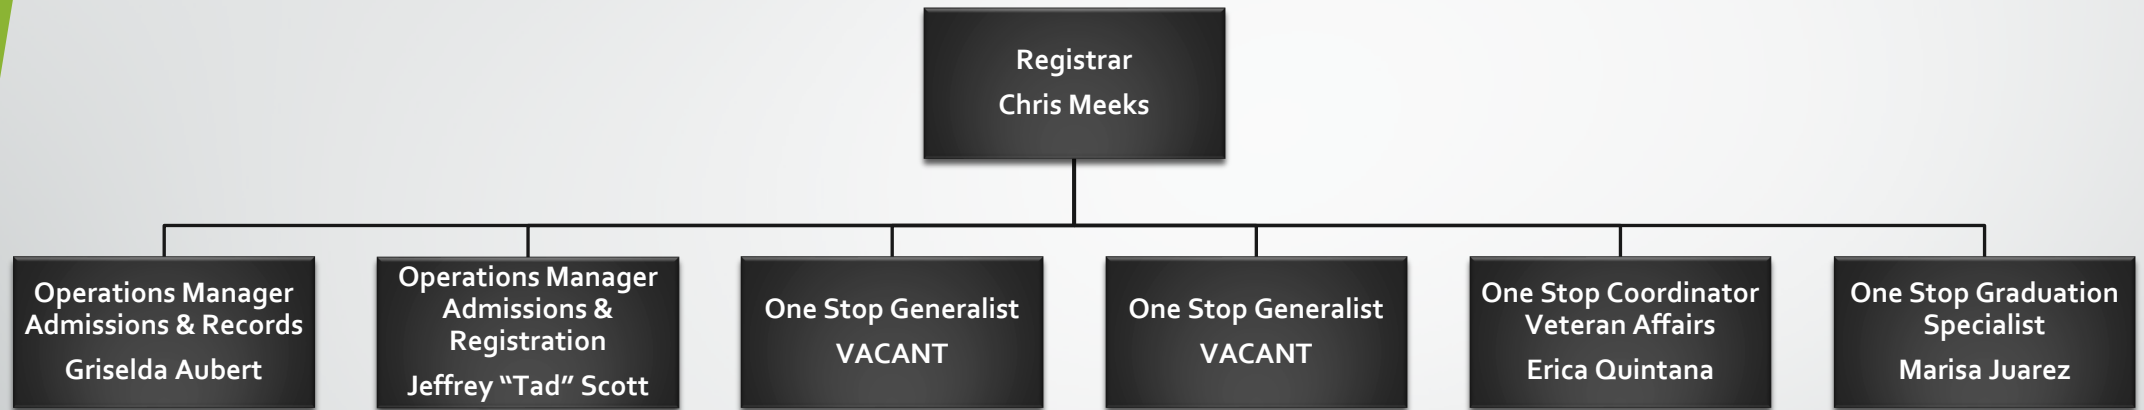 Registrar
Chris Meeks
Operations Manager
Admissions & Records
Griselda Aubert
Operations Manager
Admissions &
Registration
Jeffrey “Tad” Scott
One Stop Generalist
VACANT
One Stop Generalist
VACANT
One Stop Coordinator
Veteran Affairs
Erica Quintana
One Stop Graduation
Specialist
Marisa Juarez